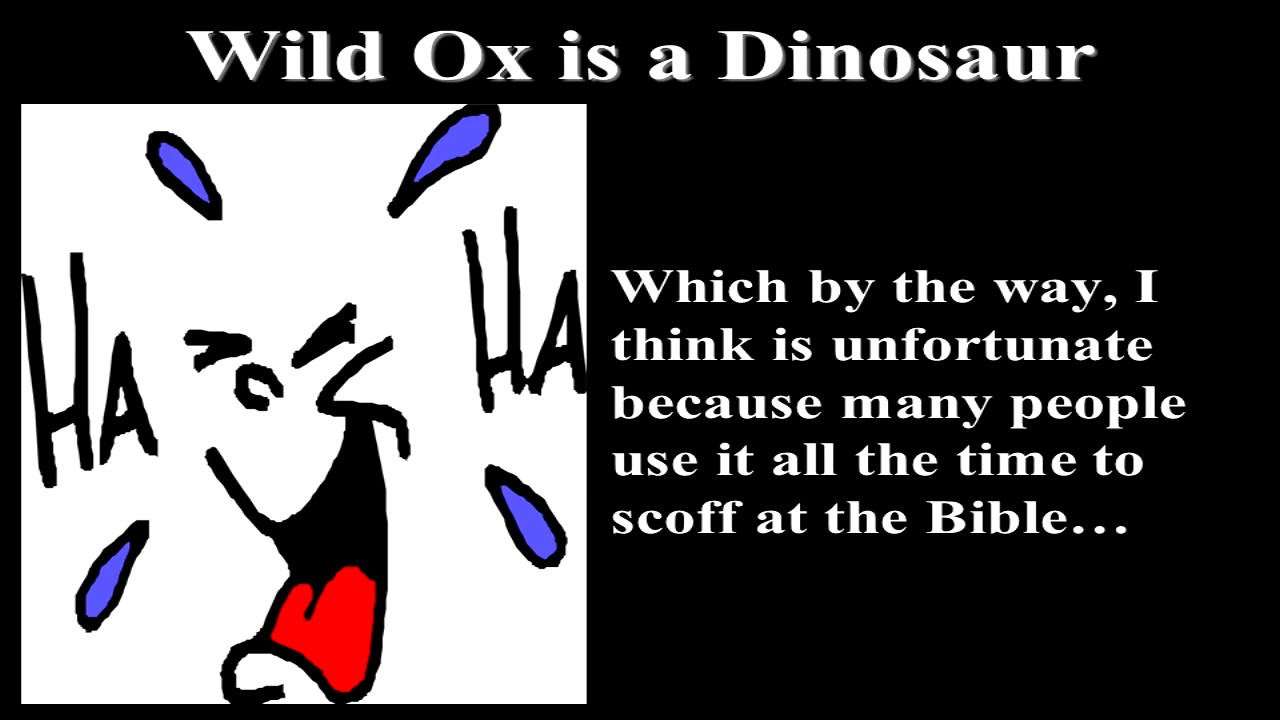 Wild Ox is a Dinosaur
HA
HA
Which by the way, I
think is unfortunate
because many people
use it all the time to
scoff at the Bible…